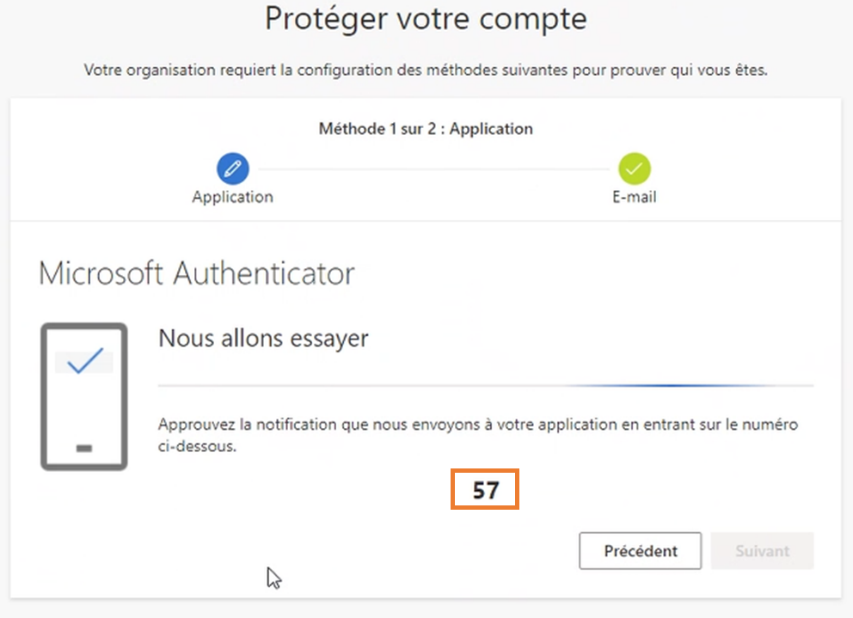 Protéger votre compte
Votre organisation requiert la configuration des méthodes suivantes pour prouver qui vous êtes.
Méthode 1 sur 2 : Application
Application
E-mail
Microsoft Authenticator
Nous allons essayer
Approuvez la notification que nous envoyons à votre application en entrant sur le numéro
ci-dessous.
57
Précédent
Suivant